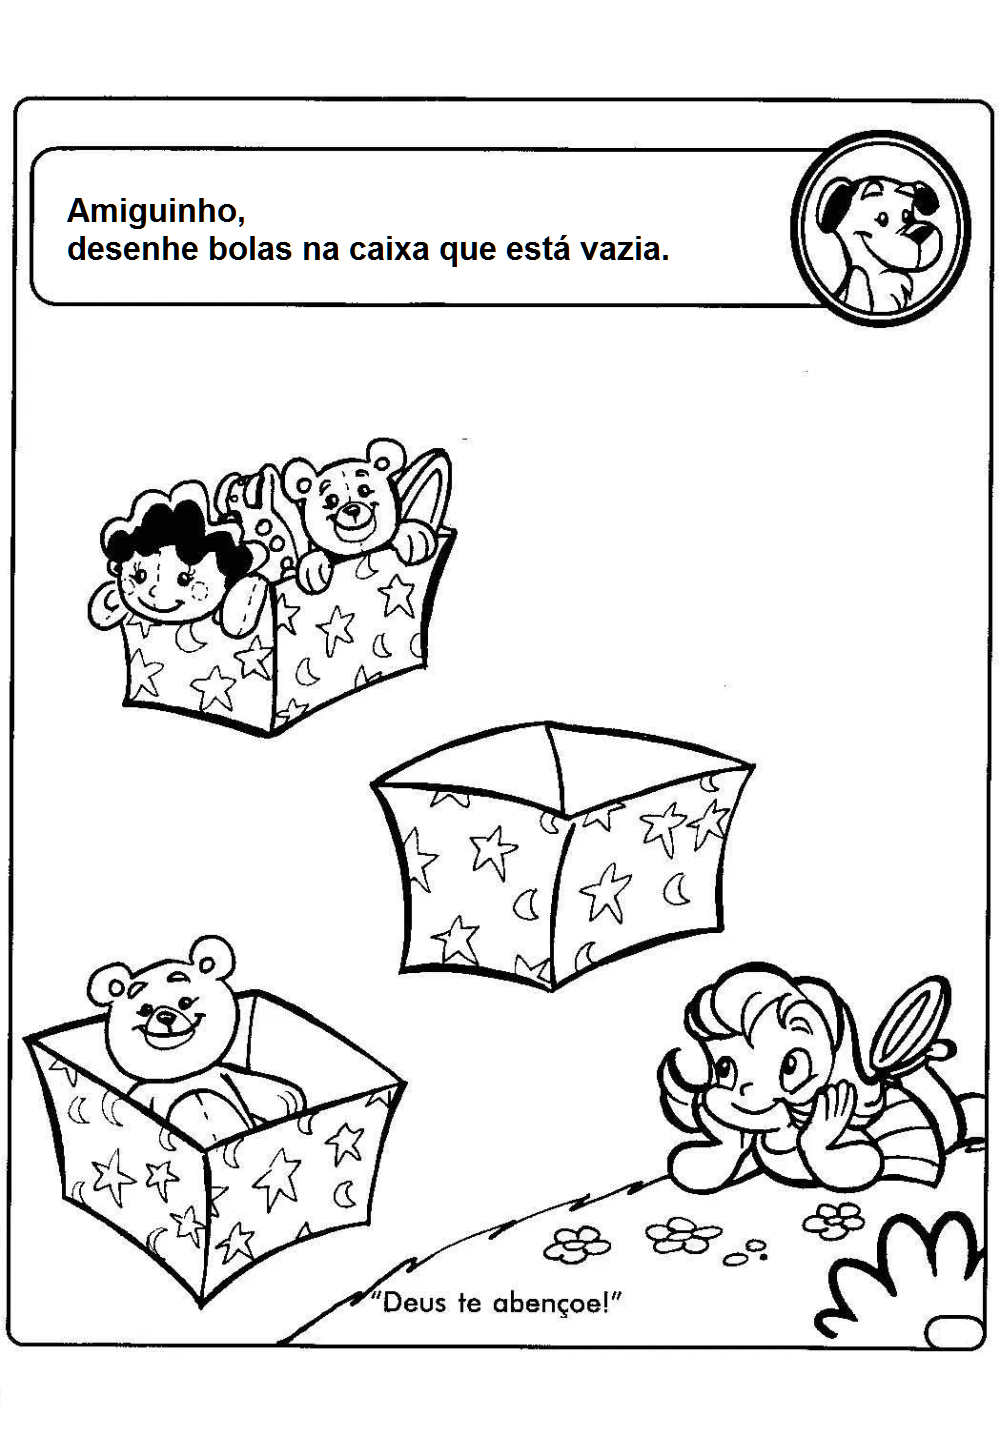 Amiguinho,
desenhe bolas na caixa que está vazia.
"Deus te abençoe!"